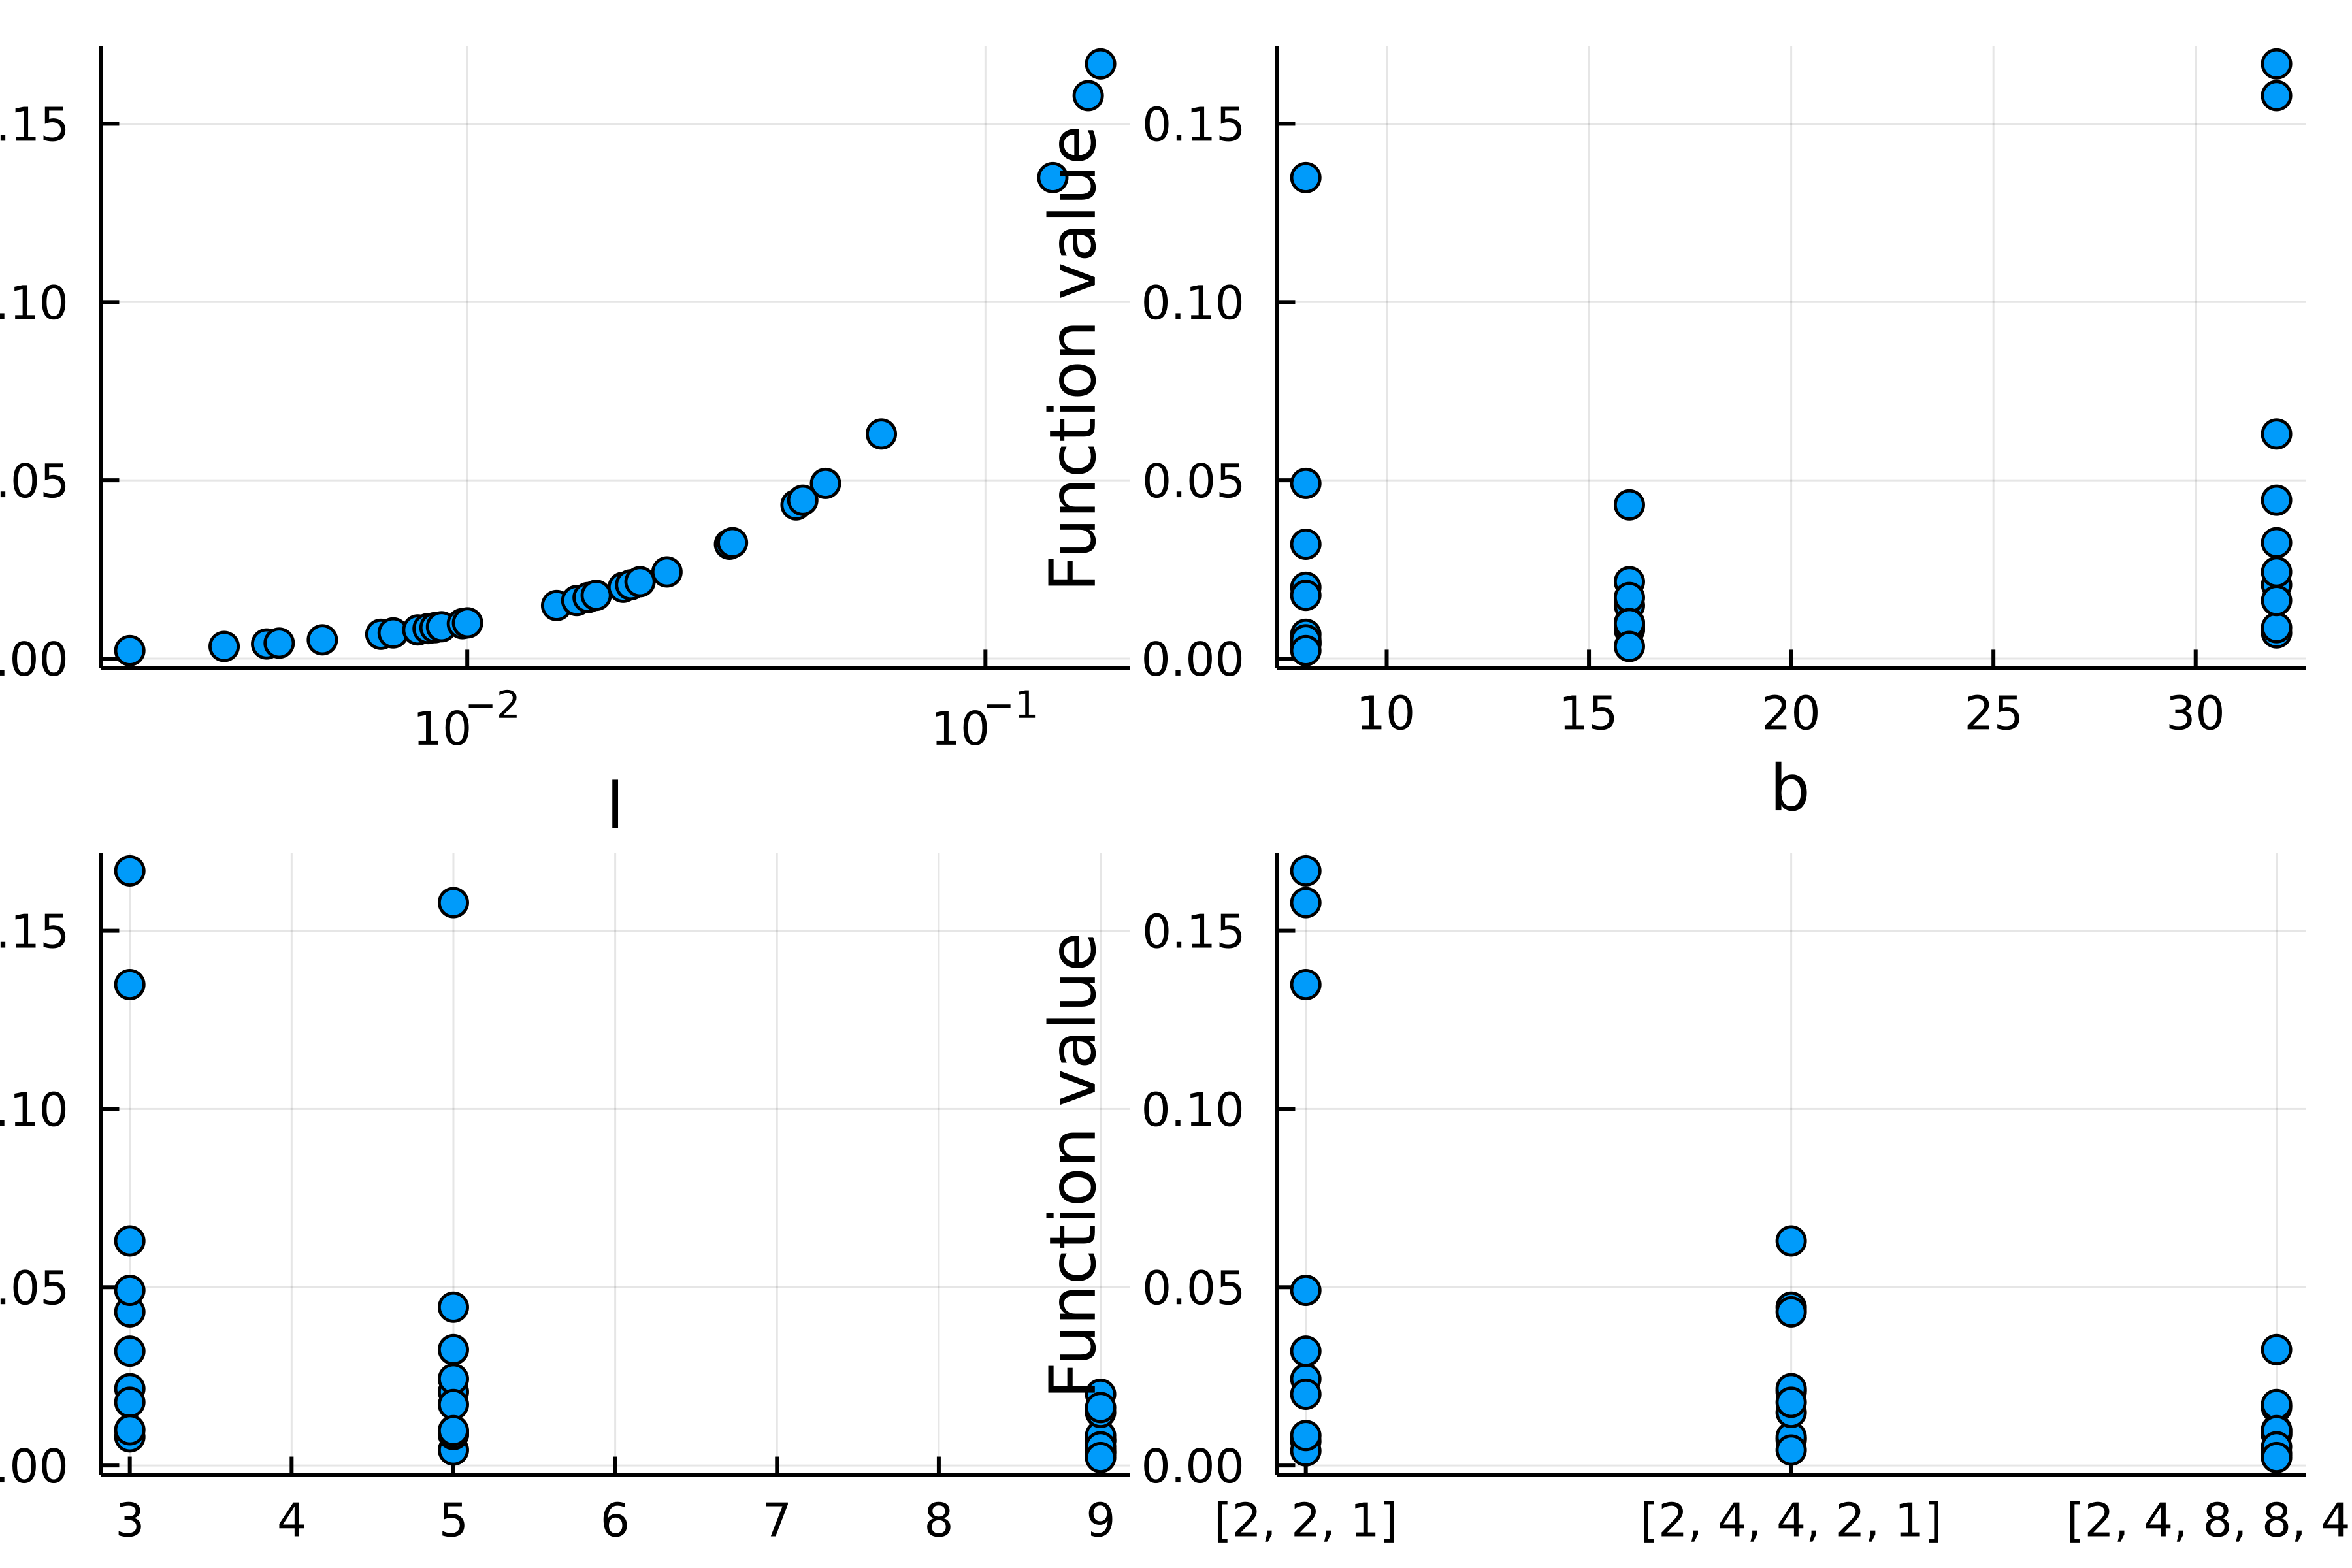 .15
.10
.05
.00
10⁻² 10⁻¹
l
Function value
0.15
0.10
0.05
0.00
10 15 20 25 30
b
.15
.10
.05
.00
3 4 5 6 7 8 9
Function value
0.15
0.10
0.05
0.00
[2, 2, 1] [2, 4, 4, 2, 1] [2, 4, 8, 8, 4